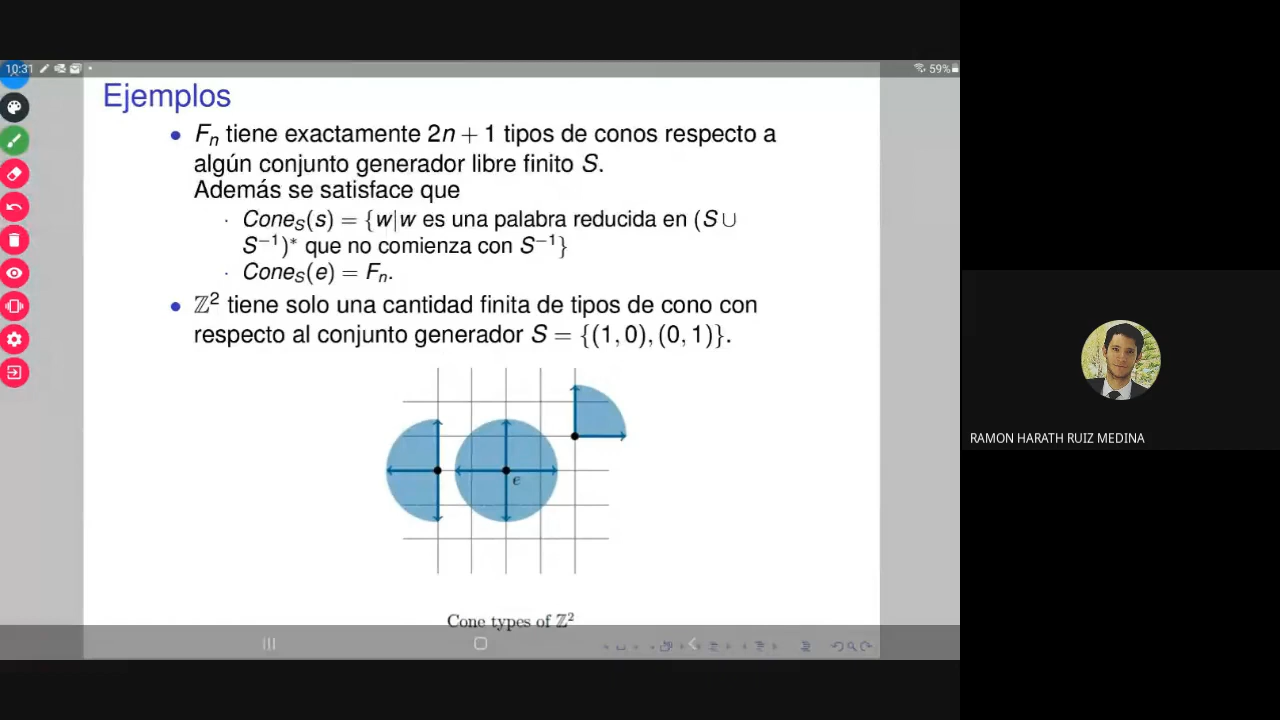 10:31
59%
Ejemplos
• Fₙ tiene exactamente 2n + 1 tipos de conos respecto a
algún conjunto generador libre finito S.
Además se satisface que
· Cone_S(s) = {w|w es una palabra reducida en (S ∪
S⁻¹)* que no comienza con S⁻¹}
· Cone_S(e) = Fₙ.
• ℤ² tiene solo una cantidad finita de tipos de cono con
respecto al conjunto generador S = {(1, 0), (0, 1)}.
e
Cone types of ℤ²
RAMON HARATH RUIZ MEDINA